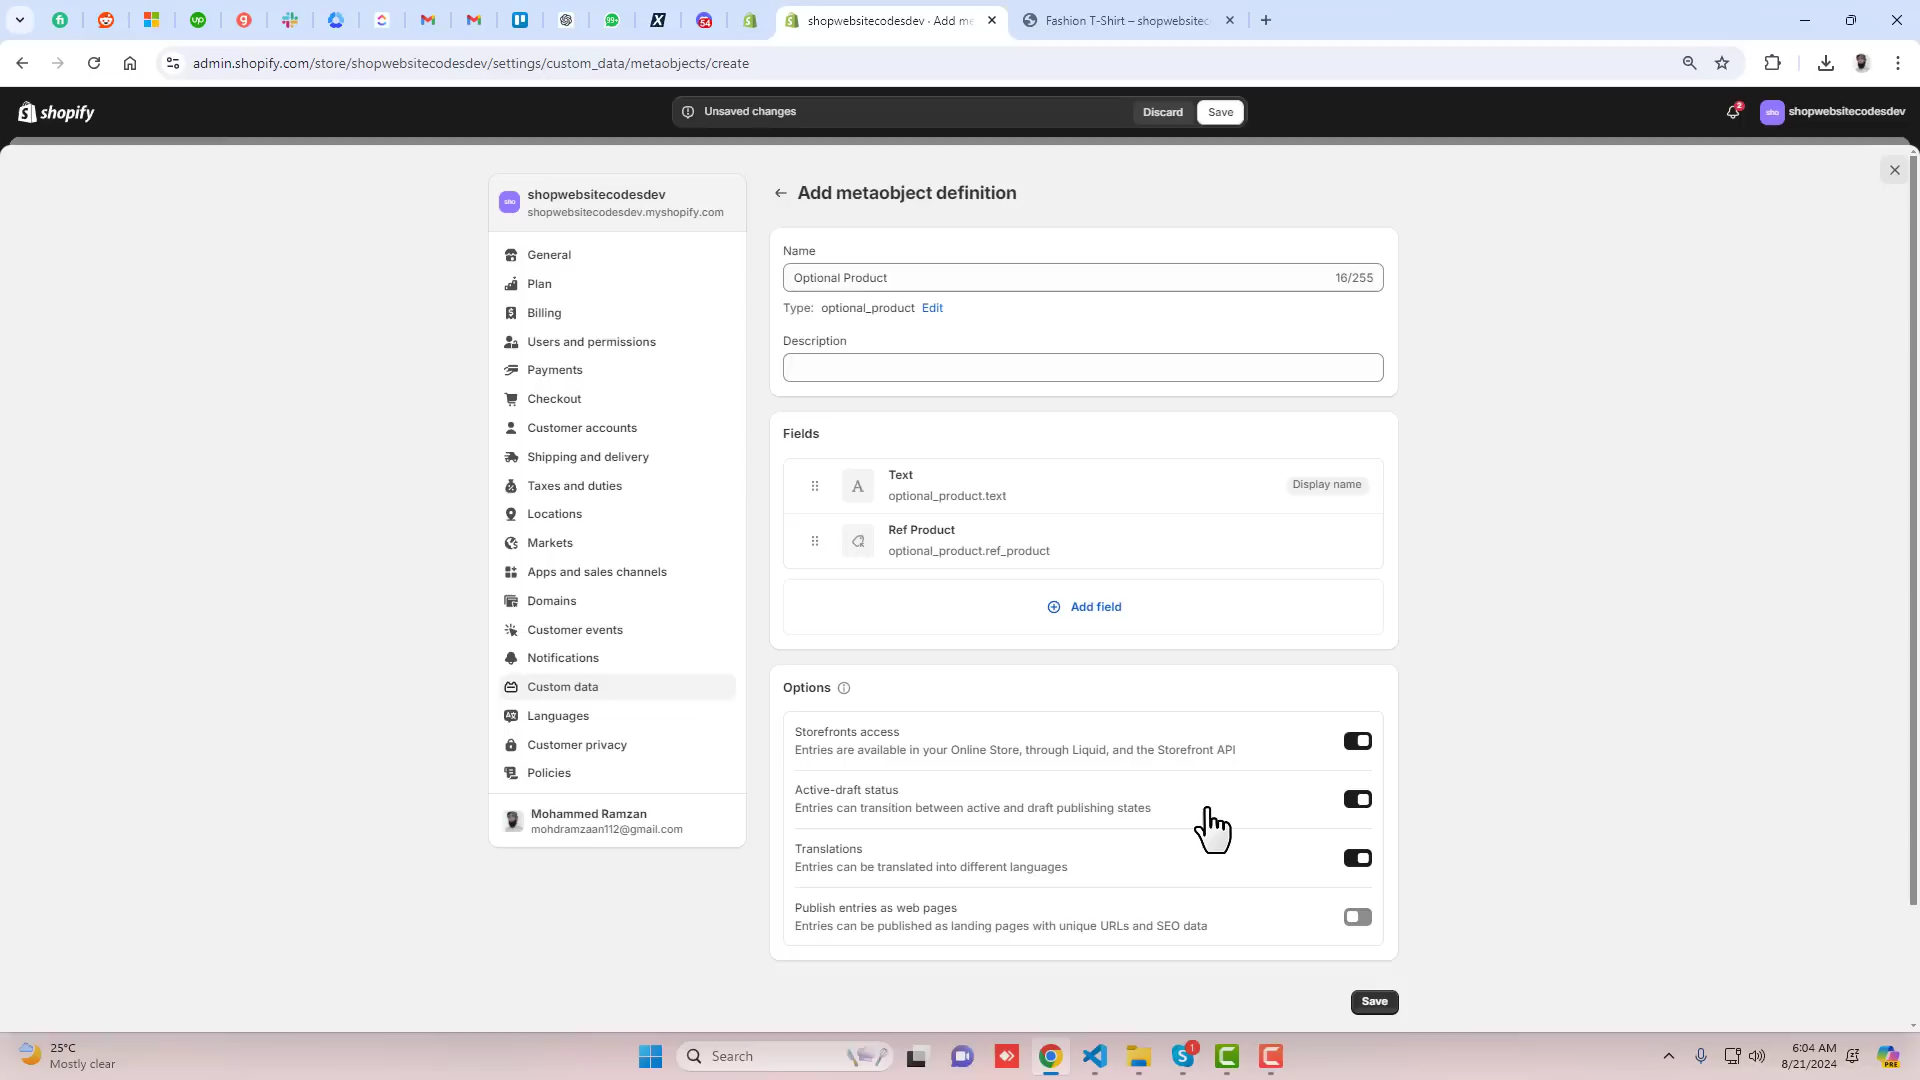 shopwebsitecodesdev · Add me
Fashion T-Shirt – shopwebsitec
admin.shopify.com/store/shopwebsitecodesdev/settings/custom_data/metaobjects/create
shopify
Unsaved changes
Discard
Save
2
sho
shopwebsitecodesdev
sho
shopwebsitecodesdev
shopwebsitecodesdev.myshopify.com
General
Plan
Billing
Users and permissions
Payments
Checkout
Customer accounts
Shipping and delivery
Taxes and duties
Locations
Markets
Apps and sales channels
Domains
Customer events
Notifications
Custom data
Languages
Customer privacy
Policies
Mohammed Ramzan
mohdramzaan112@gmail.com
Add metaobject definition
Name
Optional Product
16/255
Type: optional_product Edit
Description
Fields
Text
optional_product.text
Display name
Ref Product
optional_product.ref_product
Add field
Options
Storefronts access
Entries are available in your Online Store, through Liquid, and the Storefront API
Active-draft status
Entries can transition between active and draft publishing states
Translations
Entries can be translated into different languages
Publish entries as web pages
Entries can be published as landing pages with unique URLs and SEO data
Save
25°C
Mostly clear
Search
1
6:04 AM
8/21/2024